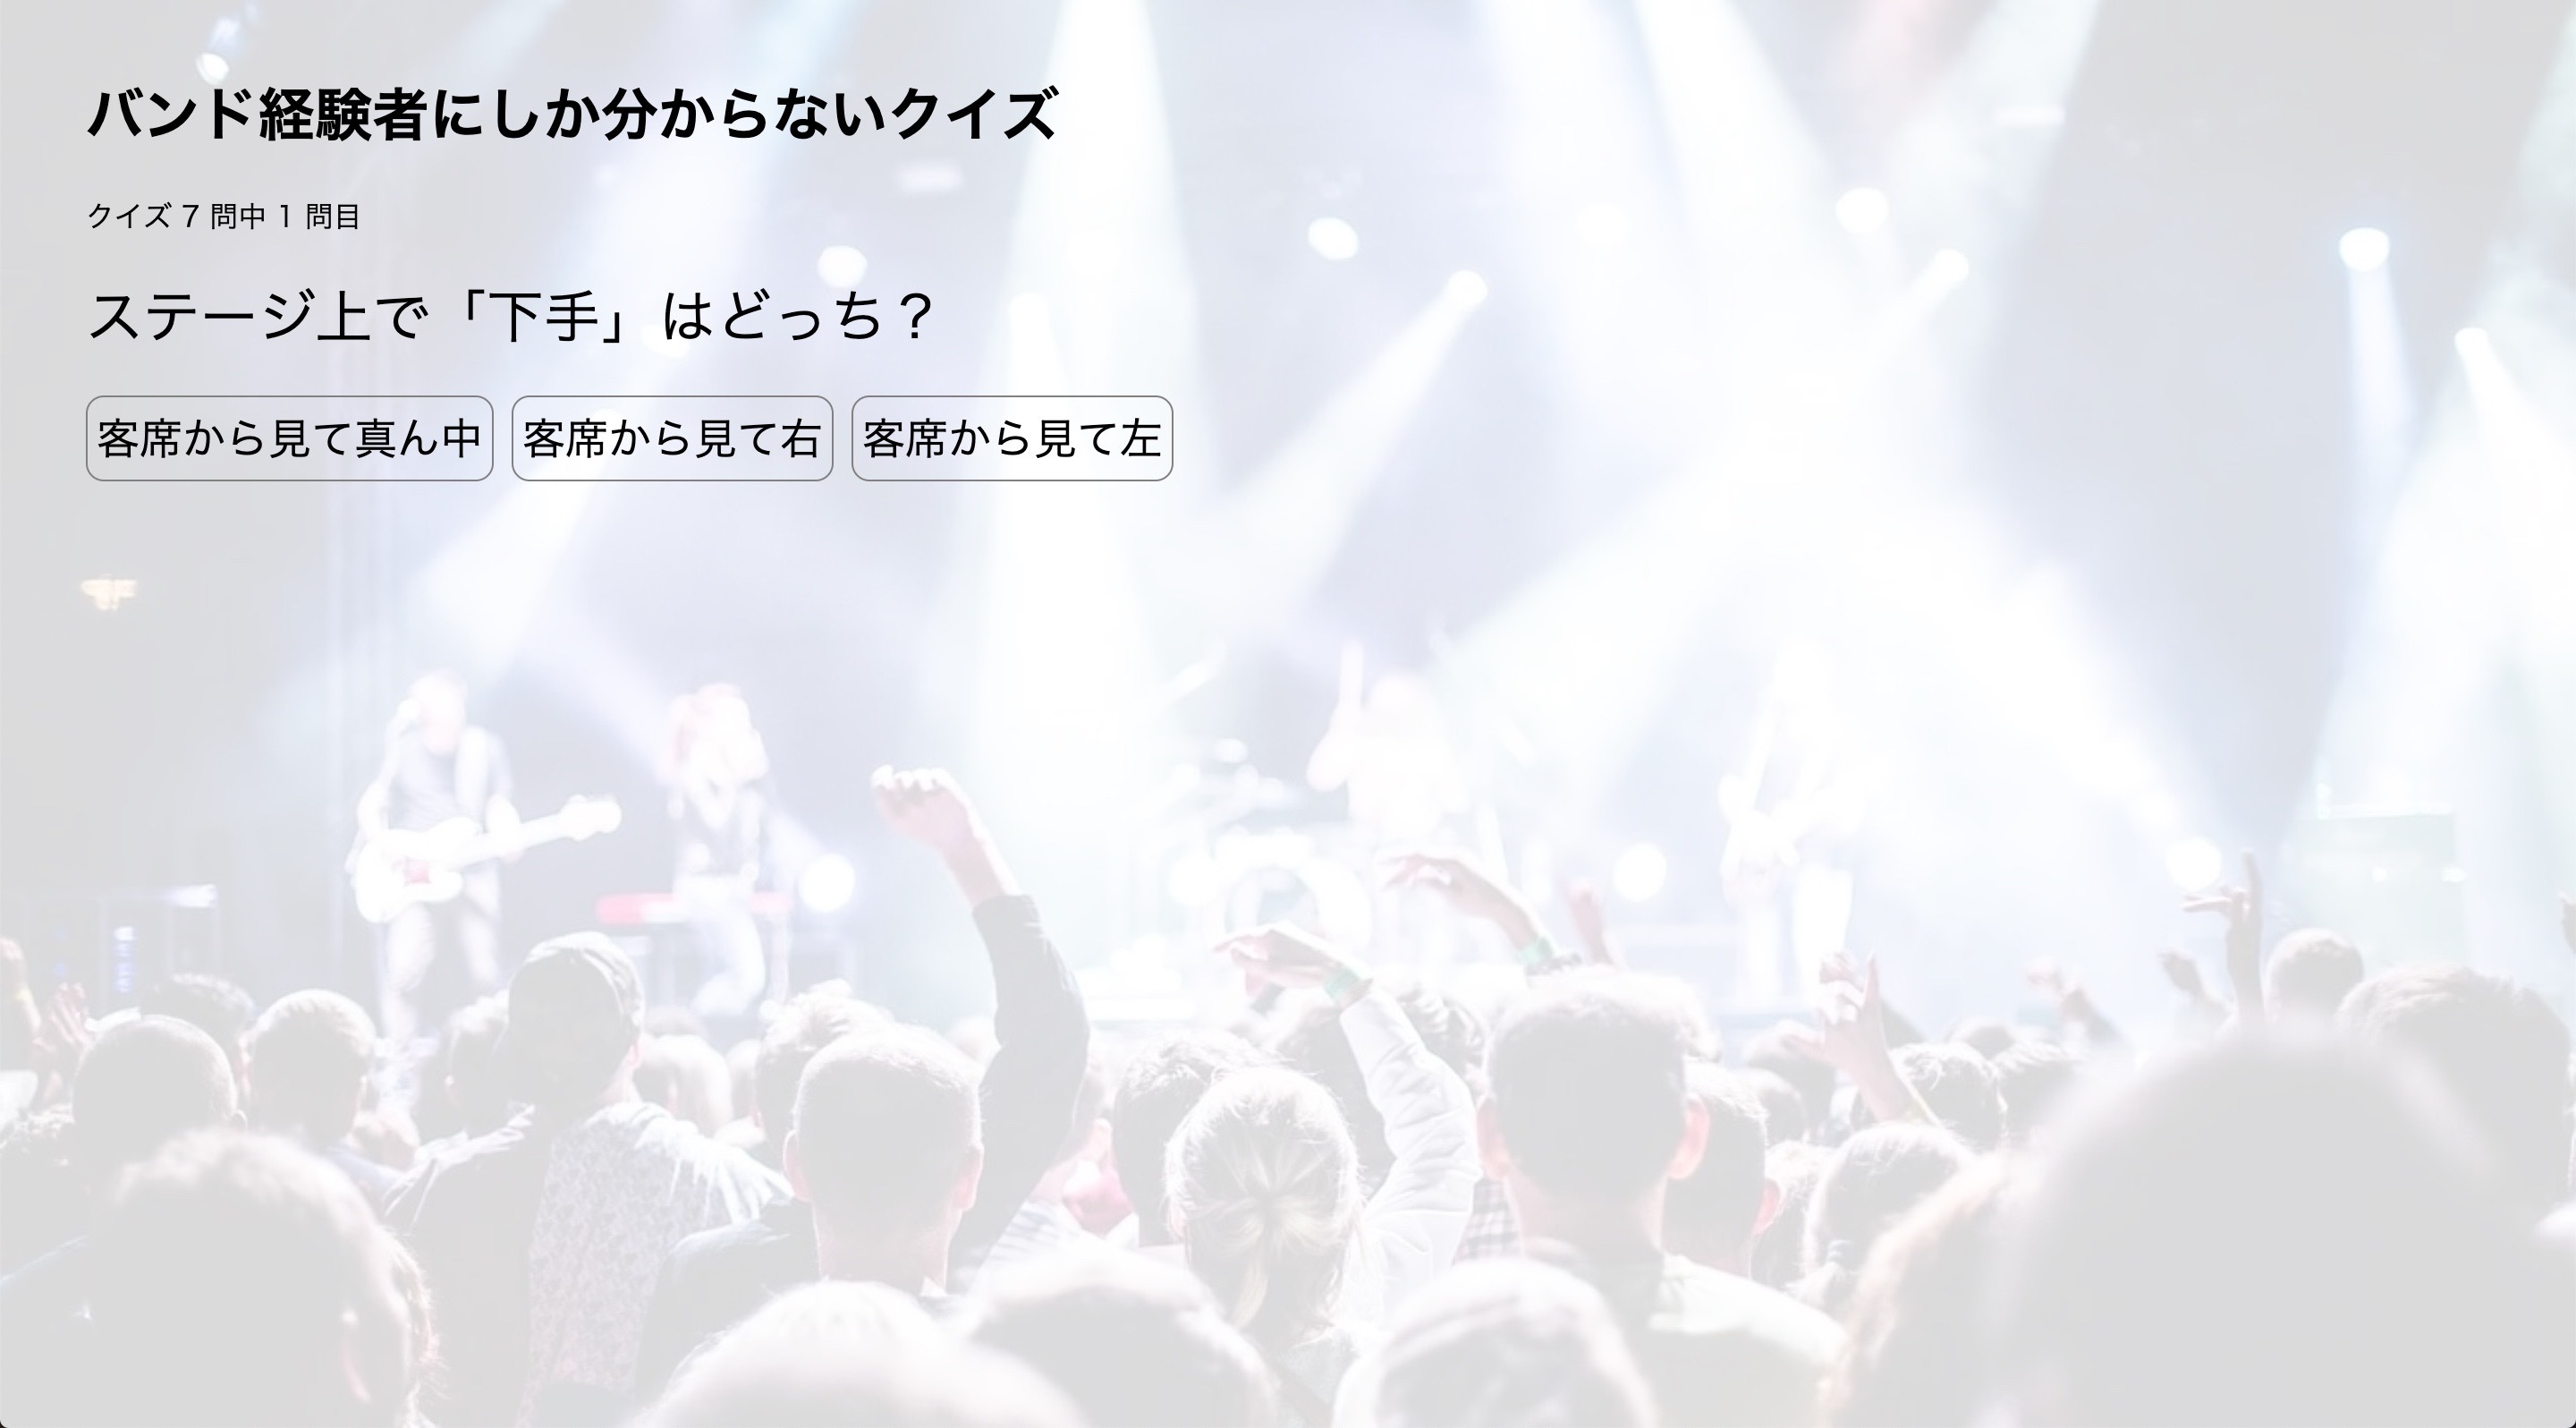 バンド経験者にしか分からないクイズ
クイズ 7 問中 1 問目
ステージ上で「下手」はどっち？
客席から見て真ん中 客席から見て右 客席から見て左